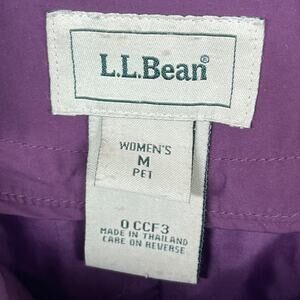 L.L.Bean®
WOMEN'S
M
PET
0 CCF3
MADE IN THAILAND
CARE ON REVERSE